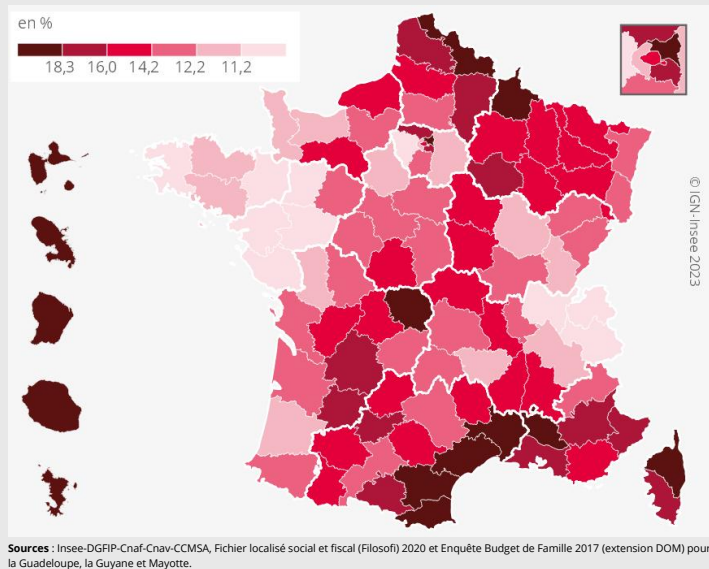 en %
18,3 16,0 14,2 12,2 11,2
© IGN-Insee 2023
Sources : Insee-DGFIP-Cnaf-Cnav-CCMSA, Fichier localisé social et fiscal (Filosofi) 2020 et Enquête Budget de Famille 2017 (extension DOM) pour
la Guadeloupe, la Guyane et Mayotte.